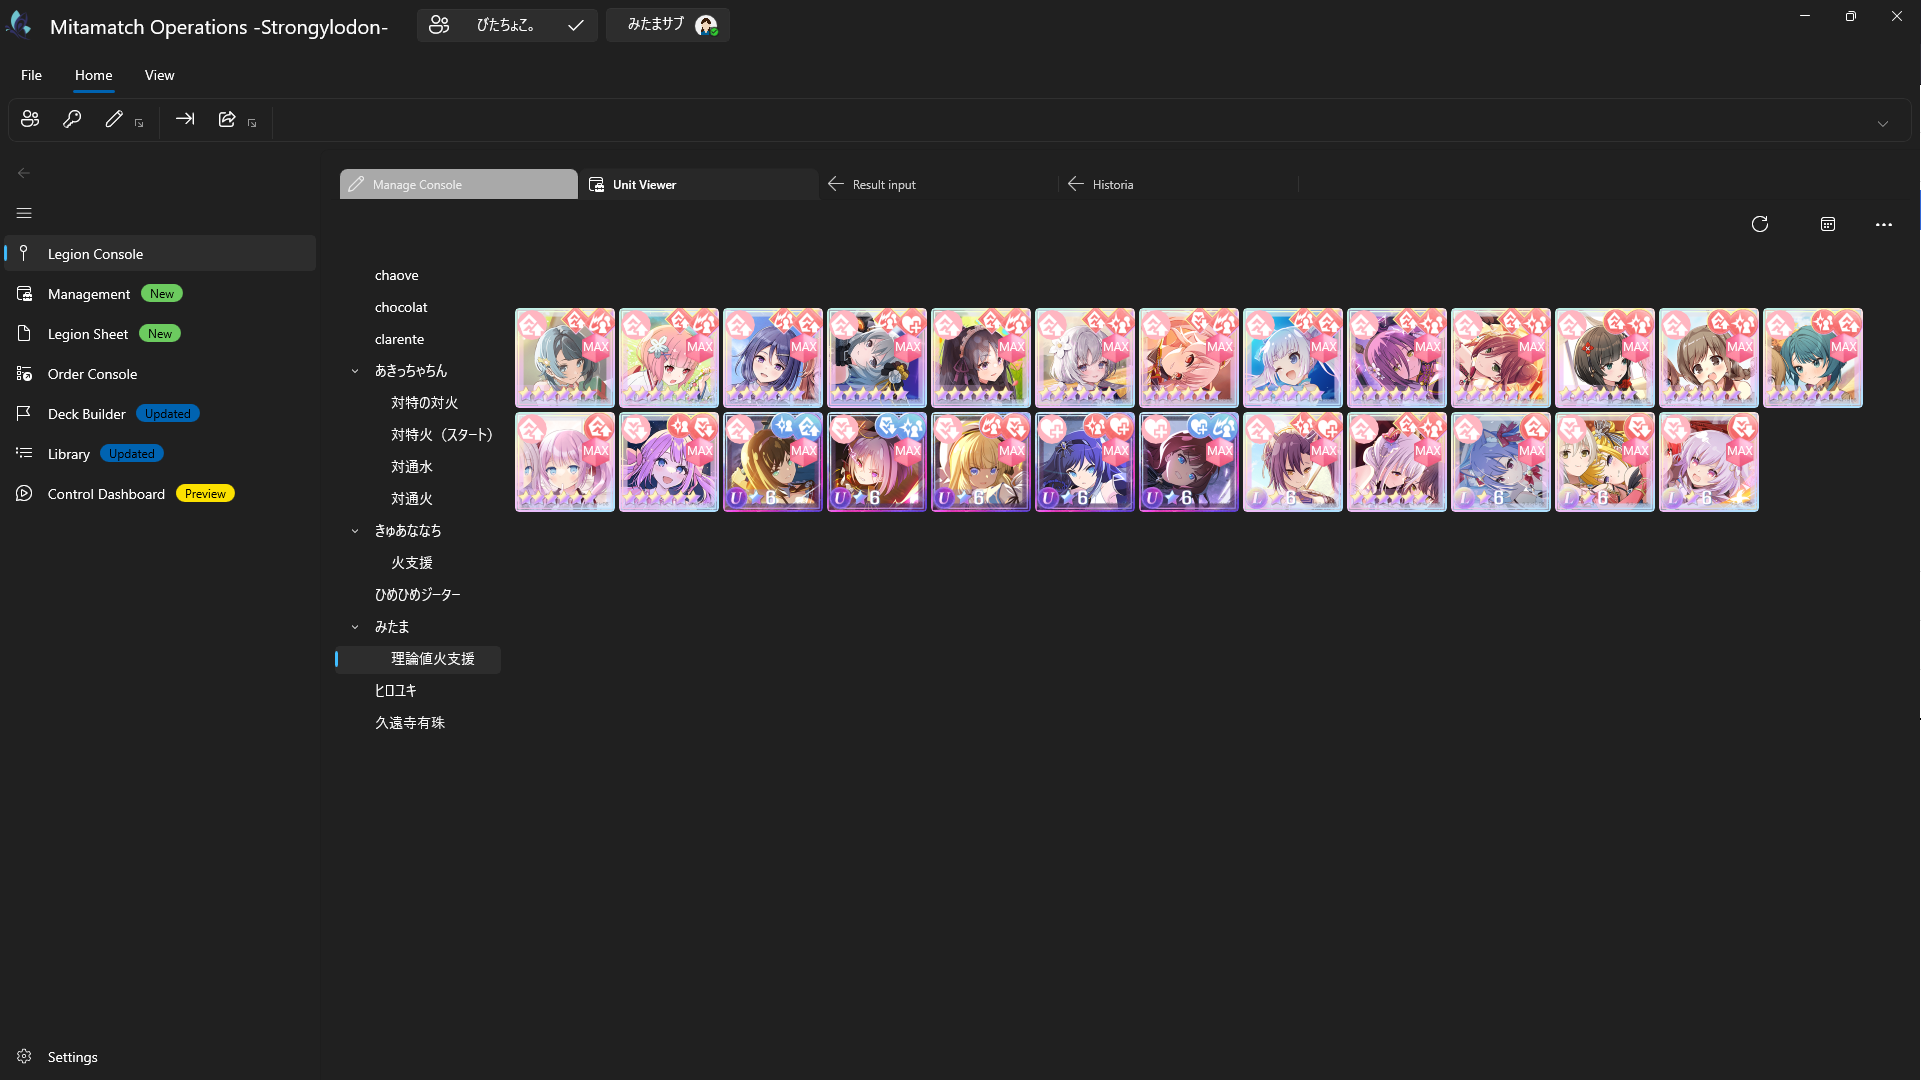 Mitamatch Operations -Strongylodon-
ぴたちょこ。
みたまサブ
File
Home
View
Manage Console
Unit Viewer
Result input
Historia
Legion Console
Management New
Legion Sheet New
Order Console
Deck Builder Updated
Library Updated
Control Dashboard Preview
Settings
chaove
chocolat
clarente
あきっちゃちん
対特の対火
対特火（スタート）
対通水
対通火
きゅあななち
火支援
ひめひめジーター
みたま
理論値火支援
ヒロユキ
久遠寺有珠
MAX MAX MAX MAX MAX MAX MAX MAX MAX MAX MAX MAX MAX
MAX MAX MAX MAX MAX MAX MAX MAX MAX MAX MAX MAX
U 6 U 6 U 6 U 6 U 6 L 6 L 6 L 6 L 6